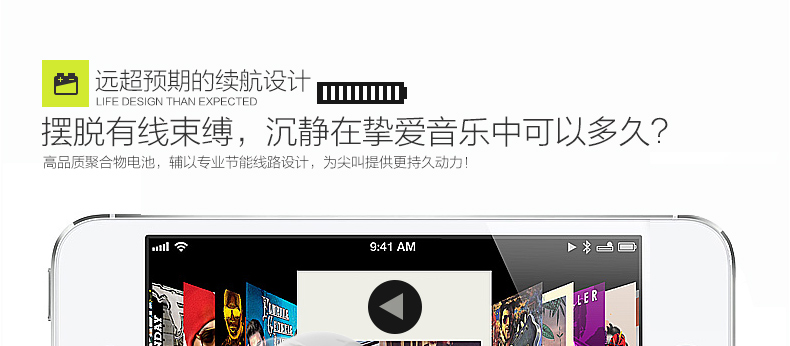 远超预期的续航设计
LIFE DESIGN THAN EXPECTED
摆脱有线束缚，沉静在挚爱音乐中可以多久？
高品质聚合物电池，辅以专业节能线路设计，为尖叫提供更持久动力！
9:41 AM